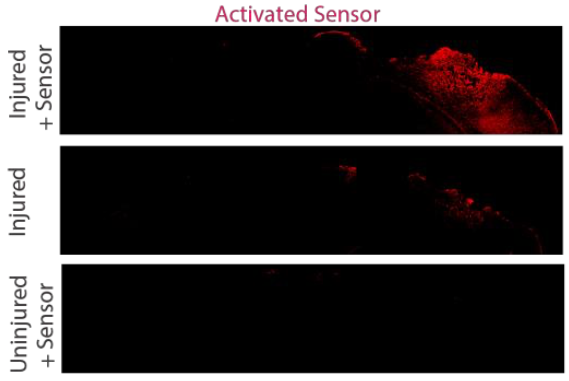 Activated Sensor
Injured
+ Sensor
Injured
Uninjured
+ Sensor